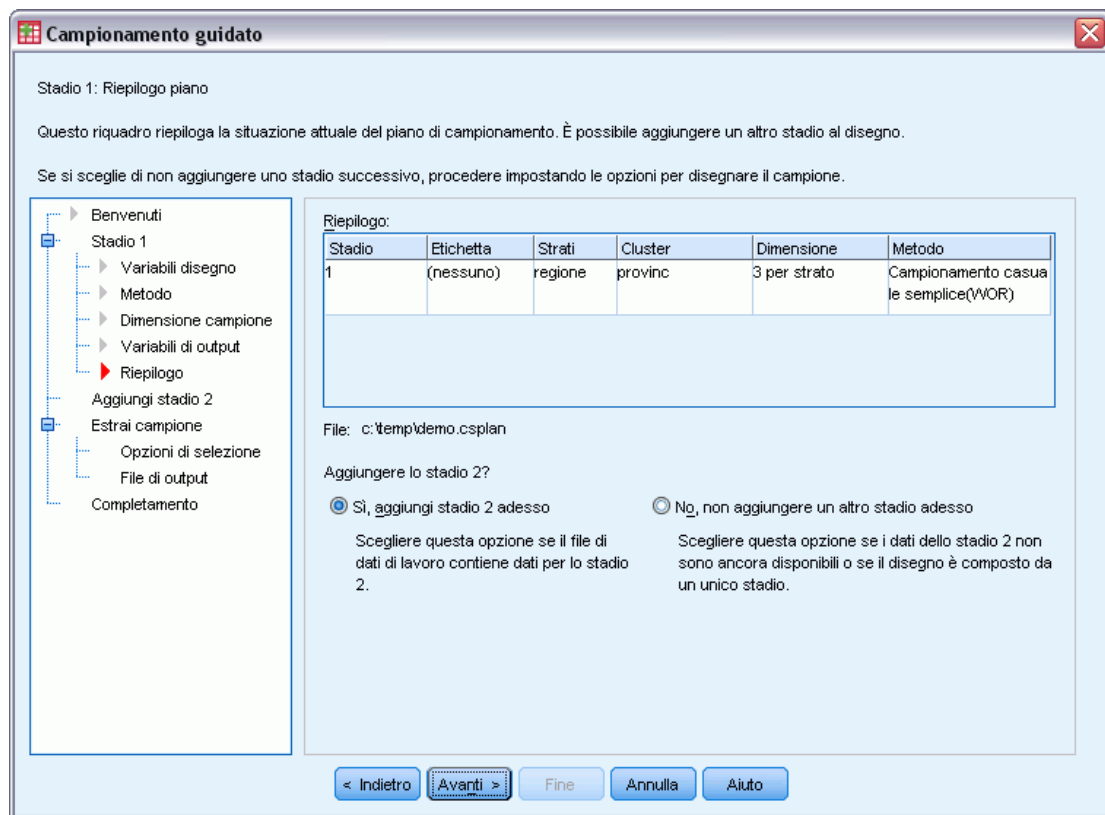 Campionamento guidato
Stadio 1: Riepilogo piano
Questo riquadro riepiloga la situazione attuale del piano di campionamento. È possibile aggiungere un altro stadio al disegno.
Se si sceglie di non aggiungere uno stadio successivo, procedere impostando le opzioni per disegnare il campione.
Benvenuti
Stadio 1
Variabili disegno
Metodo
Dimensione campione
Variabili di output
Riepilogo
Aggiungi stadio 2
Estrai campione
Opzioni di selezione
File di output
Completamento
Riepilogo:
Stadio Etichetta Strati Cluster Dimensione Metodo
1 (nessuno) regione provinc 3 per strato Campionamento casua
le semplice(WOR)
File: c:\temp\demo.csplan
Aggiungere lo stadio 2?
Sì, aggiungi stadio 2 adesso
Scegliere questa opzione se il file di
dati di lavoro contiene dati per lo stadio
2.
No, non aggiungere un altro stadio adesso
Scegliere questa opzione se i dati dello stadio 2 non
sono ancora disponibili o se il disegno è composto da
un unico stadio.
< Indietro Avanti > Fine Annulla Aiuto